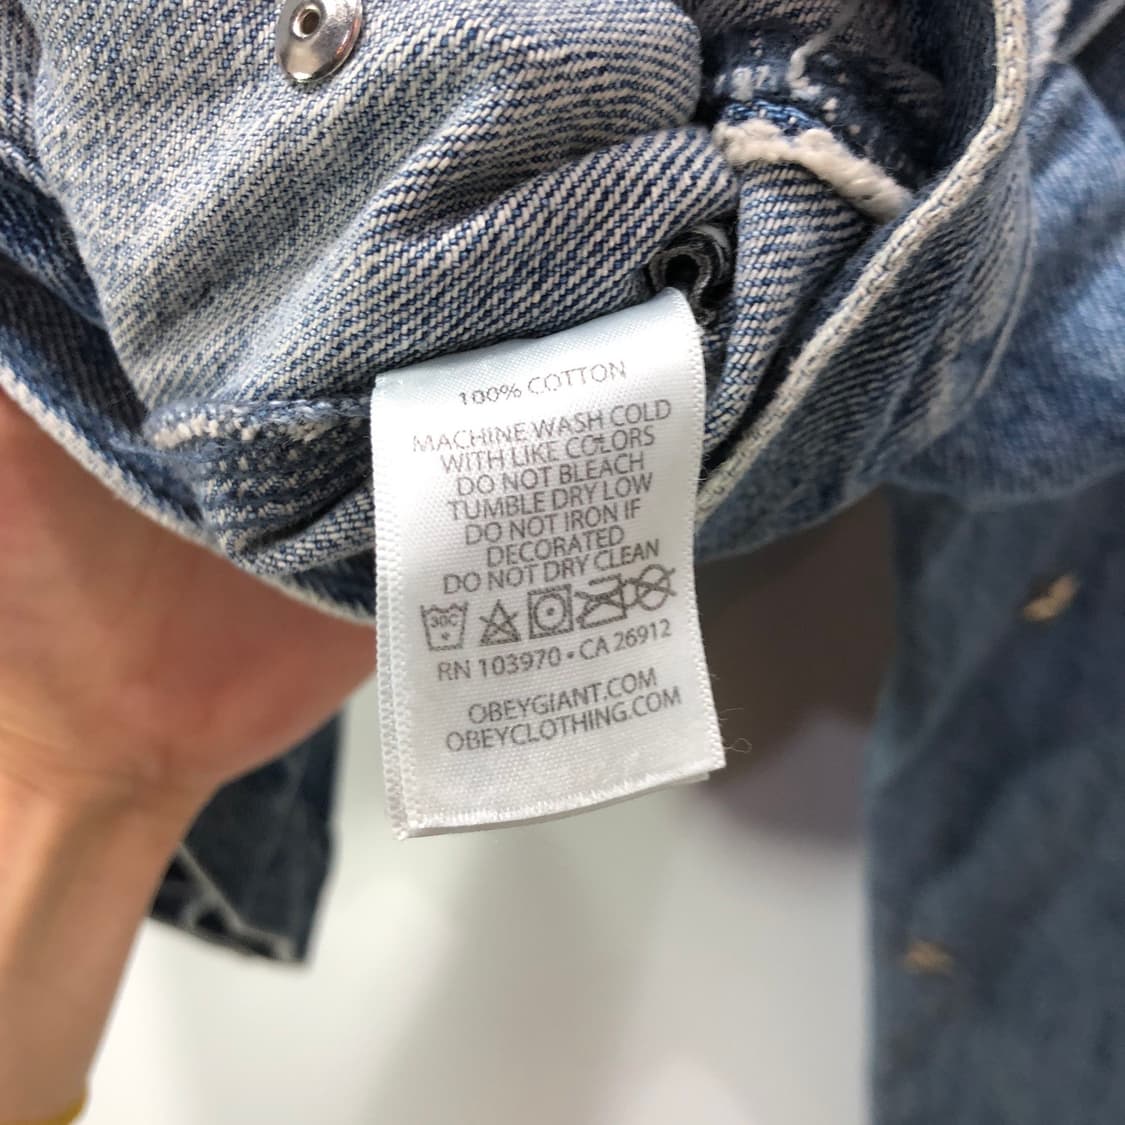 100% COTTON
MACHINE WASH COLD
WITH LIKE COLORS
DO NOT BLEACH
TUMBLE DRY LOW
DO NOT IRON IF
DECORATED
DO NOT DRY CLEAN
30C
RN 103970 • CA 26912
OBEYGIANT.COM
OBEYCLOTHING.COM